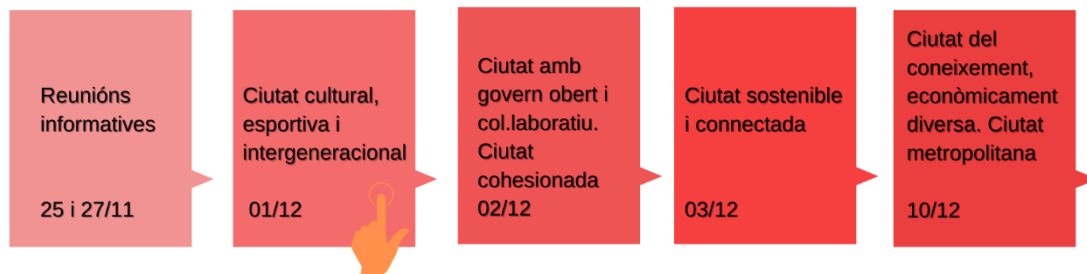 Reunións
informatives
25 i 27/11
Ciutat cultural,
esportiva i
intergeneracional
01/12
Ciutat amb
govern obert i
col.laboratiu.
Ciutat
cohesionada
02/12
Ciutat sostenible
i connectada
03/12
Ciutat del
coneixement,
econòmicament
diversa. Ciutat
metropolitana
10/12